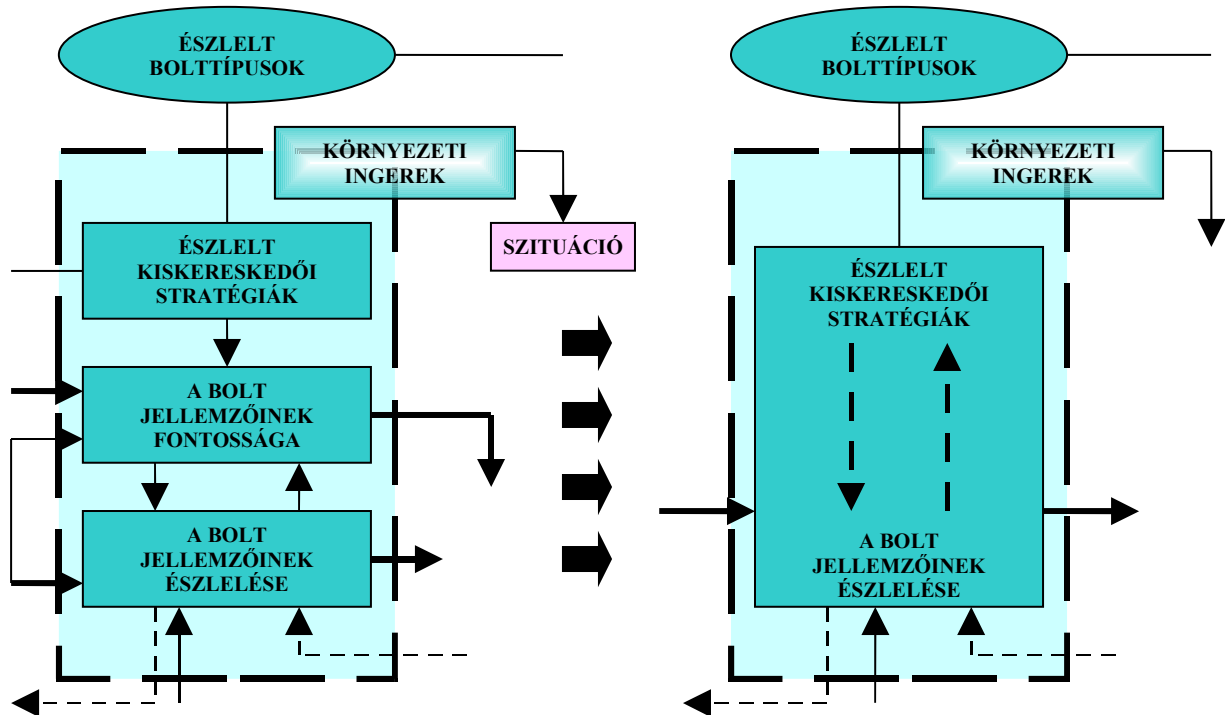 ÉSZLELT
BOLTTÍPUSOK
KÖRNYEZETI
INGEREK
SZITUÁCIÓ
ÉSZLELT
KISKERESKEDŐI
STRATÉGIÁK
A BOLT
JELLEMZŐINEK
FONTOSSÁGA
A BOLT
JELLEMZŐINEK
ÉSZLELÉSE
ÉSZLELT
BOLTTÍPUSOK
KÖRNYEZETI
INGEREK
ÉSZLELT
KISKERESKEDŐI
STRATÉGIÁK
A BOLT
JELLEMZŐINEK
ÉSZLELÉSE